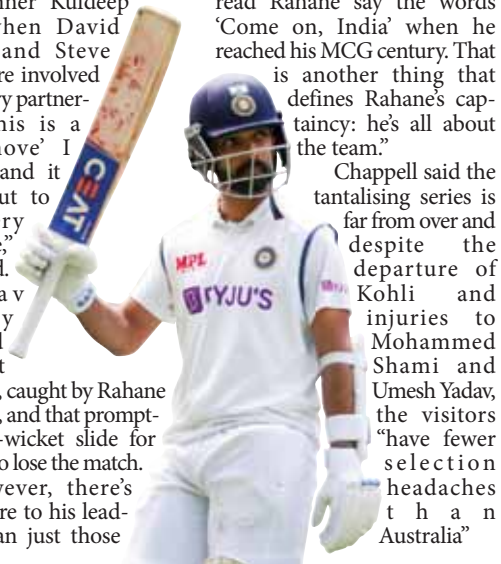 Kuldeep
when David
and Steve
re involved
ry partner-
his is a
ove’ I
and it
ut to
ery
e,”
d.
a v
y
d
t
, caught by Rahane
, and that prompt-
-wicket slide for
o lose the match.
ever, there’s
re to his lead-
an just those
CEAT
MPL
BYJU'S
read Rahane say the words
‘Come on, India’ when he
reached his MCG century. That
is another thing that
defines Rahane’s cap-
taincy: he’s all about
the team.”
Chappell said the
tantalising series is
far from over and
despite the
departure of
Kohli and
injuries to
Mohammed
Shami and
Umesh Yadav,
the visitors
“have fewer
selection
headaches
than
Australia”